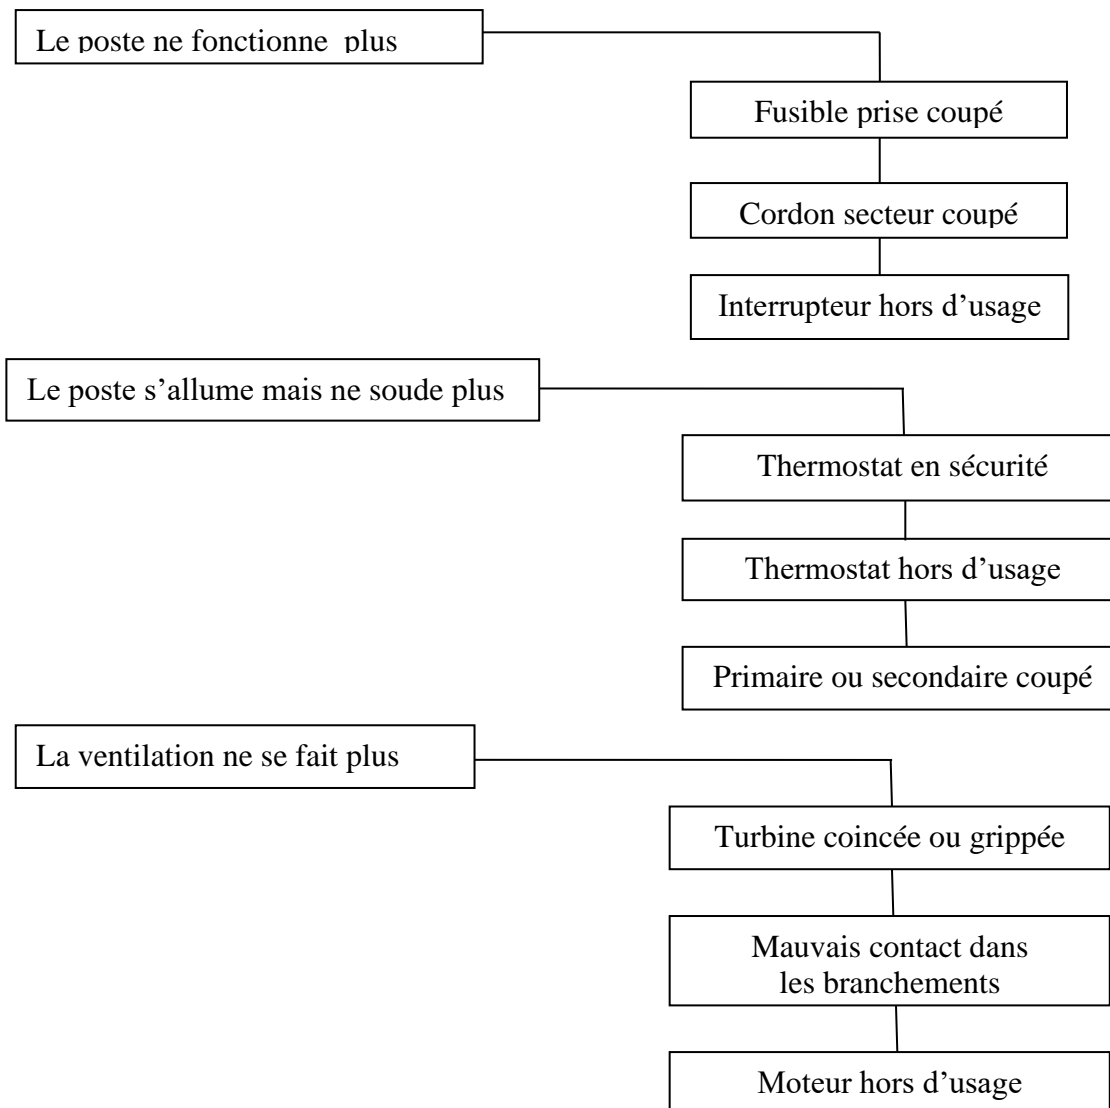 Le poste ne fonctionne plus
Fusible prise coupé
Cordon secteur coupé
Interrupteur hors d’usage
Le poste s’allume mais ne soude plus
Thermostat en sécurité
Thermostat hors d’usage
Primaire ou secondaire coupé
La ventilation ne se fait plus
Turbine coincée ou grippée
Mauvais contact dans
les branchements
Moteur hors d’usage